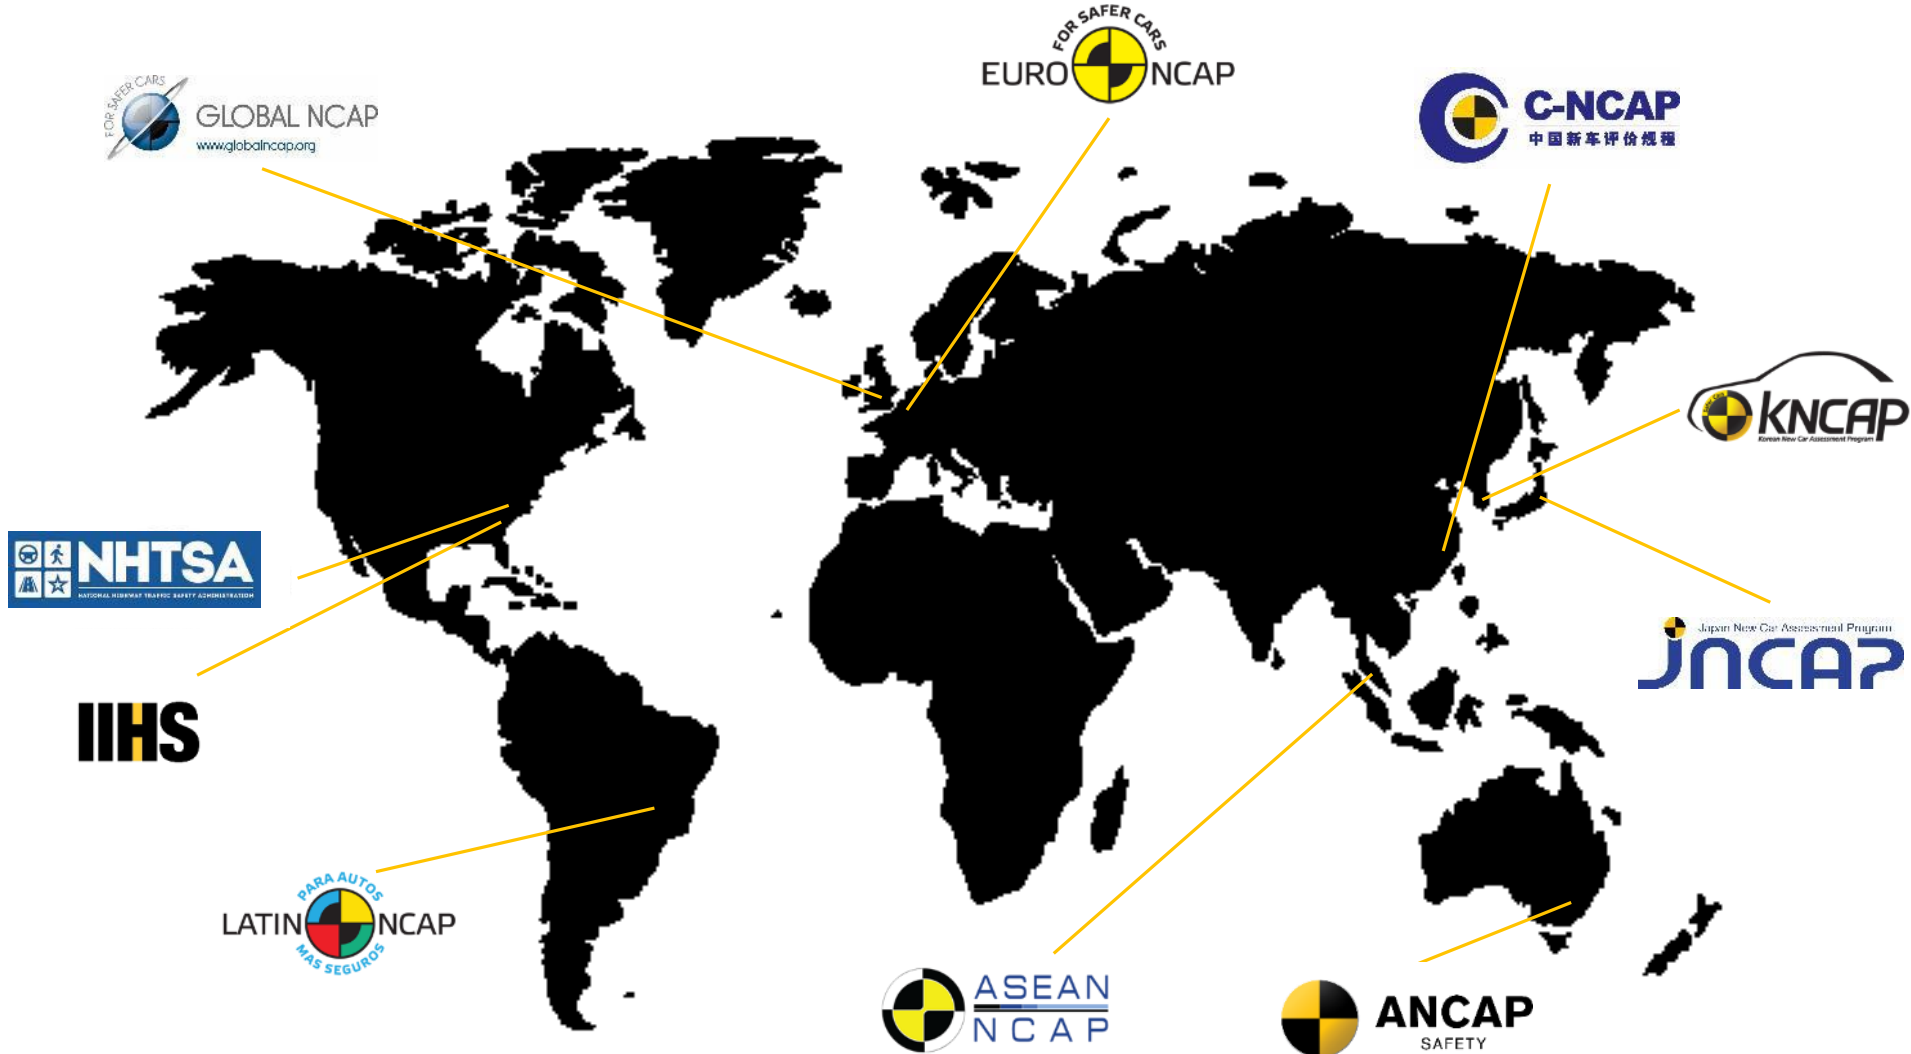 FOR SAFER CARS
EURO NCAP
FOR SAFER CARS
GLOBAL NCAP
www.globalncap.org
C-NCAP
中国新车评价规程
KNCAP
Korean New Car Assessment Program
NHTSA
NATIONAL HIGHWAY TRAFFIC SAFETY ADMINISTRATION
Japan New Car Assessment Program
JNCAP
IIHS
PARA AUTOS
LATIN NCAP
MAS SEGUROS
ASEAN
NCAP
ANCAP
SAFETY